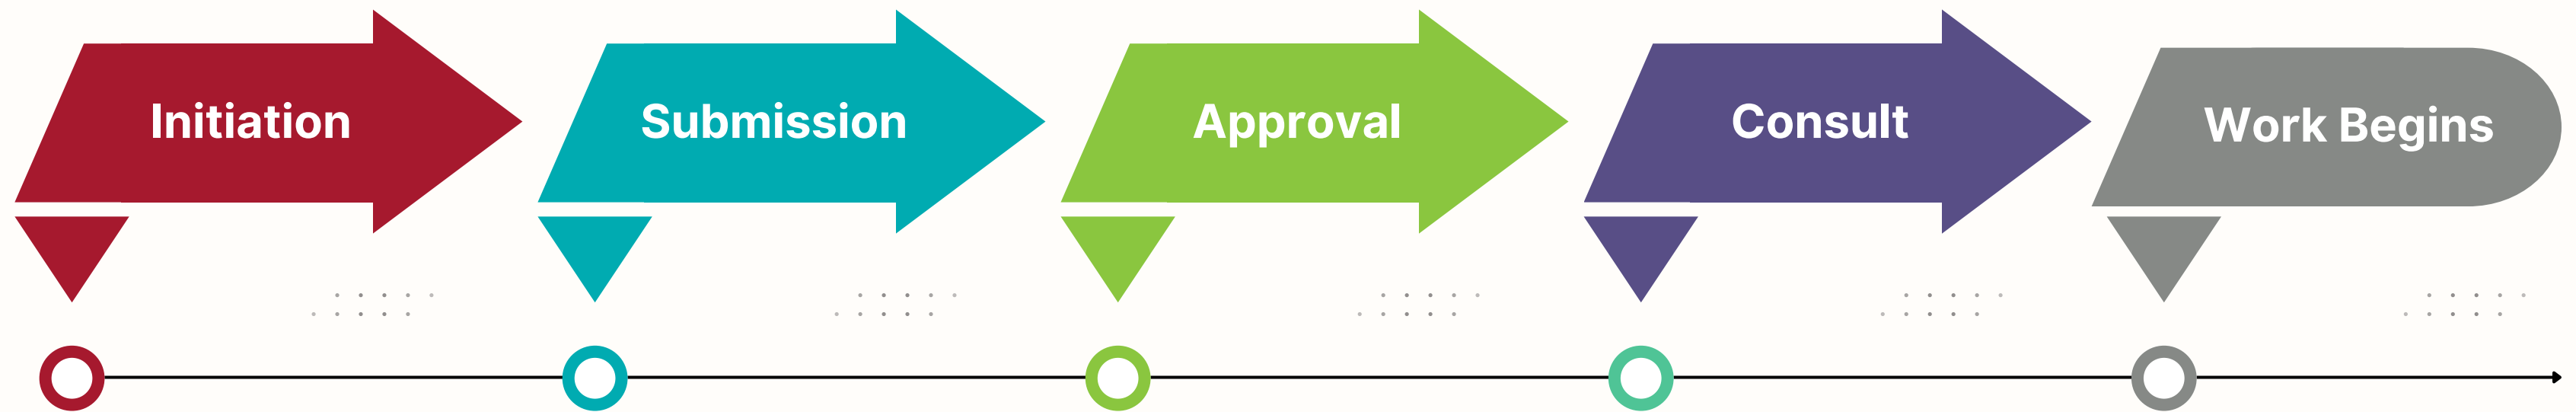 Initiation
Submission
Approval
Consult
Work Begins